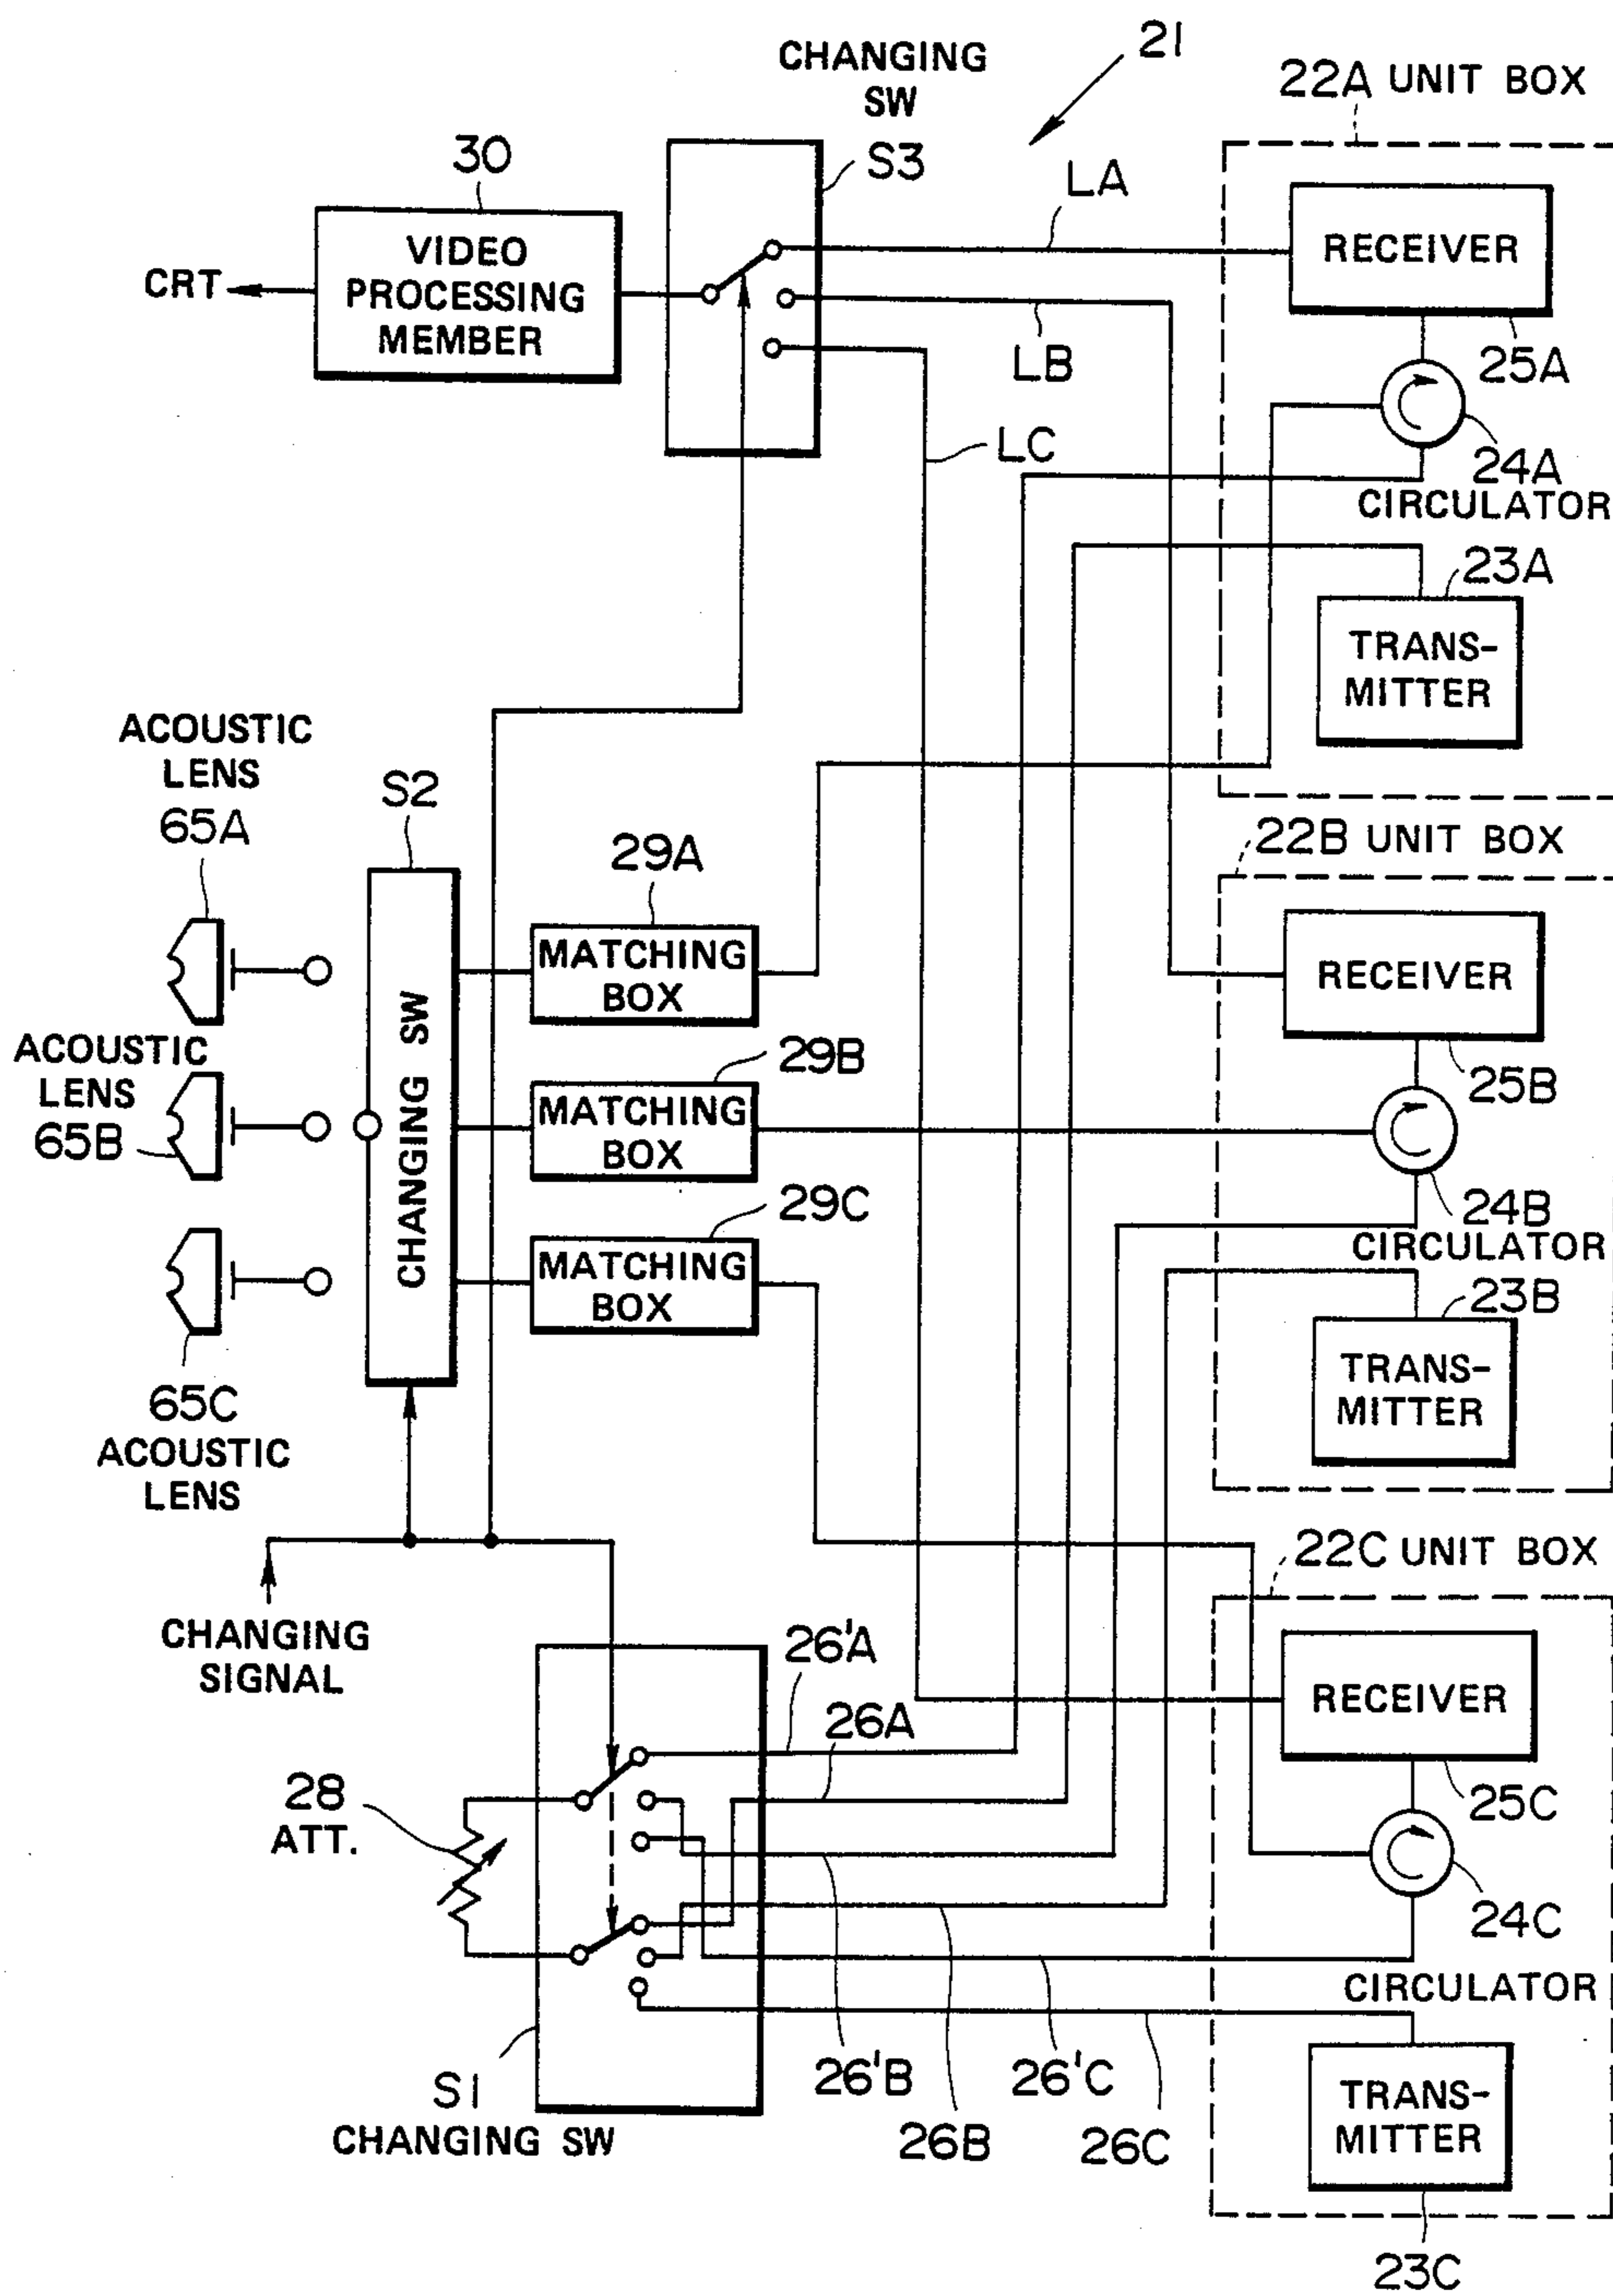 21
CHANGING
SW
S3
22A UNIT BOX
30
LA
VIDEO
PROCESSING
MEMBER
CRT
RECEIVER
LB
25A
LC
24A
CIRCULATOR
23A
TRANS-
MITTER
ACOUSTIC
LENS
65A
S2
29A
22B UNIT BOX
MATCHING
BOX
RECEIVER
CHANGING SW
ACOUSTIC
LENS
65B
29B
25B
MATCHING
BOX
29C
24B
CIRCULATOR
MATCHING
BOX
23B
TRANS-
MITTER
65C
ACOUSTIC
LENS
22C UNIT BOX
CHANGING
SIGNAL
26'A
26A
RECEIVER
28
ATT.
25C
24C
CIRCULATOR
S1
CHANGING SW
26'B
26'C
26B
26C
TRANS-
MITTER
23C